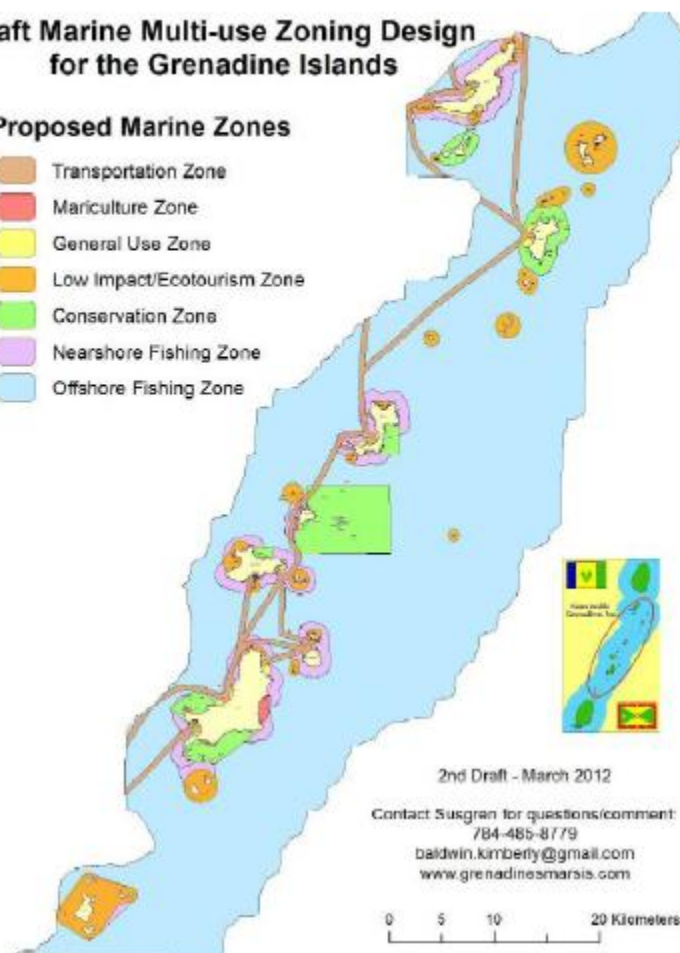 aft Marine Multi-use Zoning Design
for the Grenadine Islands
Proposed Marine Zones
Transportation Zone
Mariculture Zone
General Use Zone
Low Impact/Ecotourism Zone
Conservation Zone
Nearshore Fishing Zone
Offshore Fishing Zone
2nd Draft - March 2012
Contact Susgren for questions/comment
784-485-8779
baldwin.kimberly@gmail.com
www.grenadinesmarsis.com
0 5 10 20 Kilometers